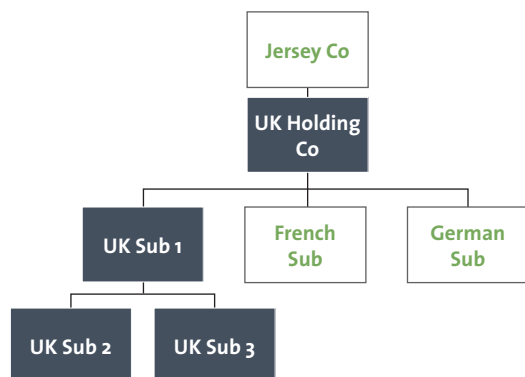 Jersey Co
UK Holding
Co
UK Sub 1
French
Sub
German
Sub
UK Sub 2
UK Sub 3